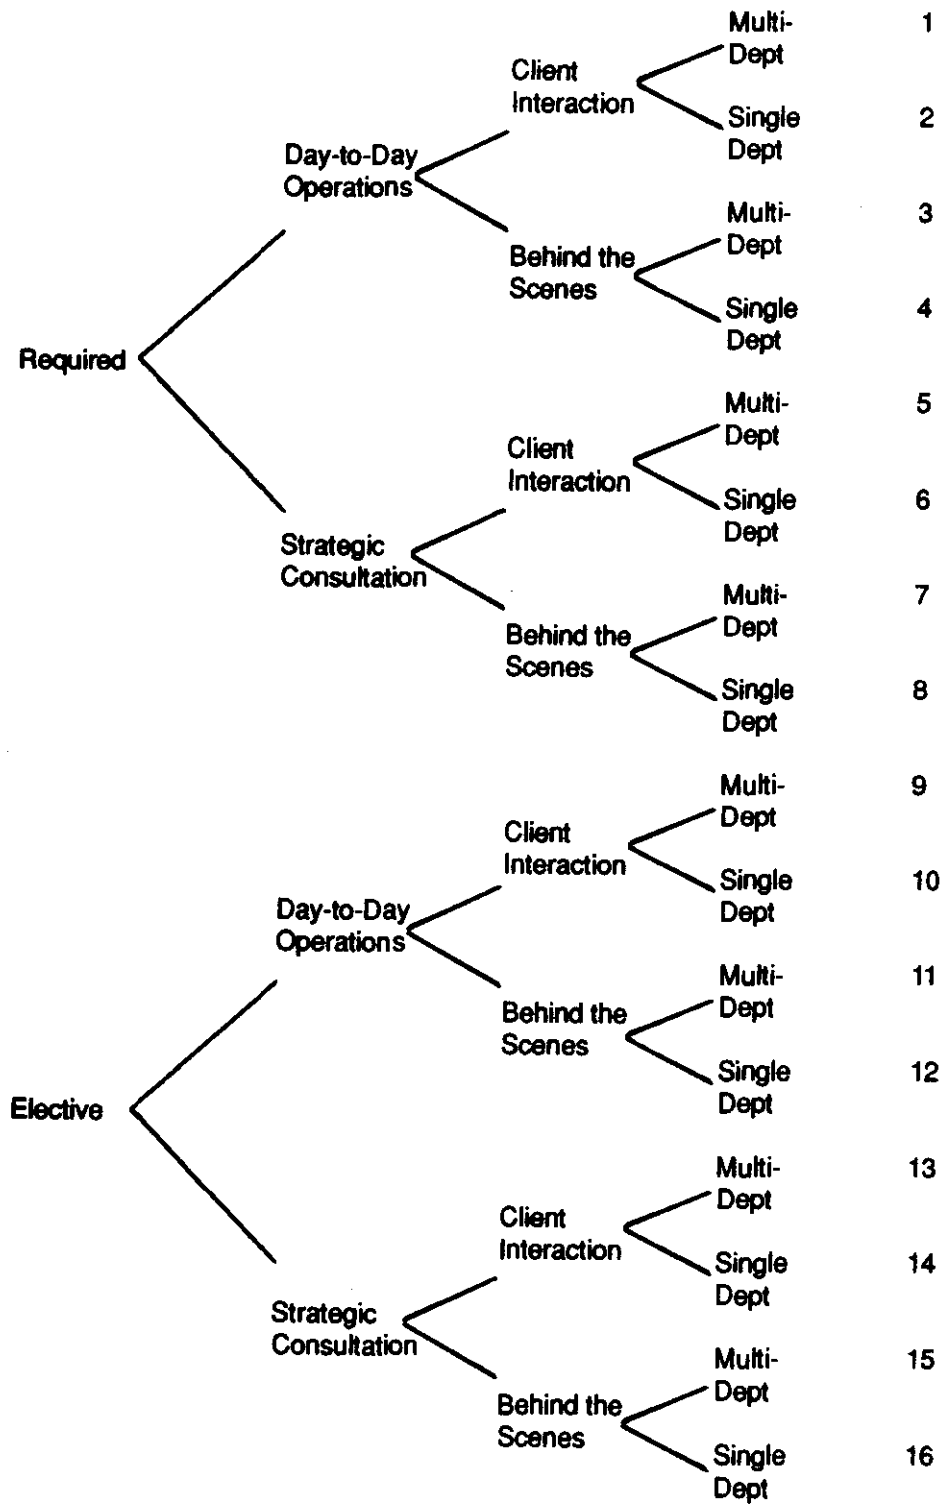 Multi- 1
Dept
Client
Interaction
Single 2
Dept
Day-to-Day
Operations
Multi- 3
Dept
Behind the
Scenes
Single 4
Dept
Required
Multi- 5
Dept
Client
Interaction
Single 6
Dept
Strategic
Consultation
Multi- 7
Dept
Behind the
Scenes
Single 8
Dept
Multi- 9
Dept
Client
Interaction
Single 10
Dept
Day-to-Day
Operations
Multi- 11
Dept
Behind the
Scenes
Single 12
Dept
Elective
Multi- 13
Dept
Client
Interaction
Single 14
Dept
Strategic
Consultation
Multi- 15
Dept
Behind the
Scenes
Single 16
Dept